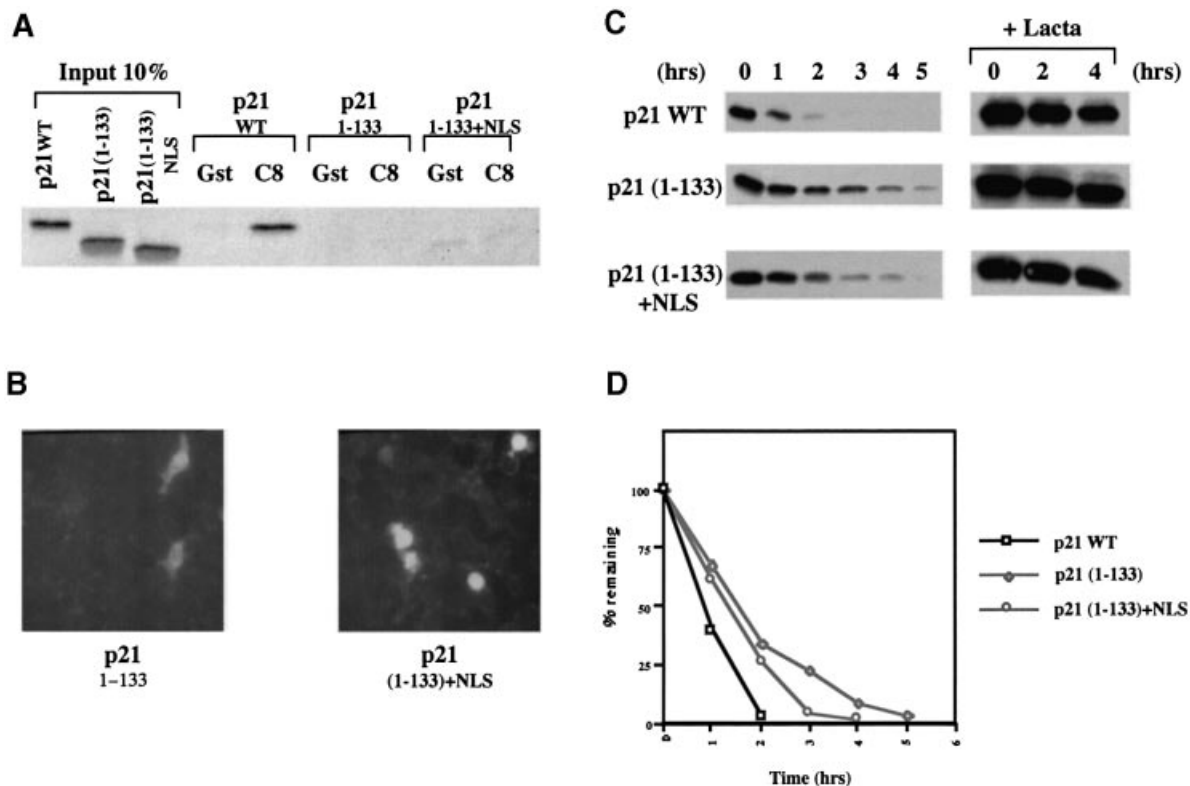 A
Input 10%
p21WT
p21(1-133)
p21(1-133)
NLS
p21
WT
p21
1-133
p21
1-133+NLS
Gst C8 Gst C8 Gst C8
B
p21
1-133
p21
(1-133)+NLS
C
+ Lacta
(hrs) 0 1 2 3 4 5 0 2 4 (hrs)
p21 WT
p21 (1-133)
p21 (1-133)
+NLS
D
% remaining
100
75
50
25
0
0 1 2 3 4 5 6
Time (hrs)
p21 WT
p21 (1-133)
p21 (1-133)+NLS